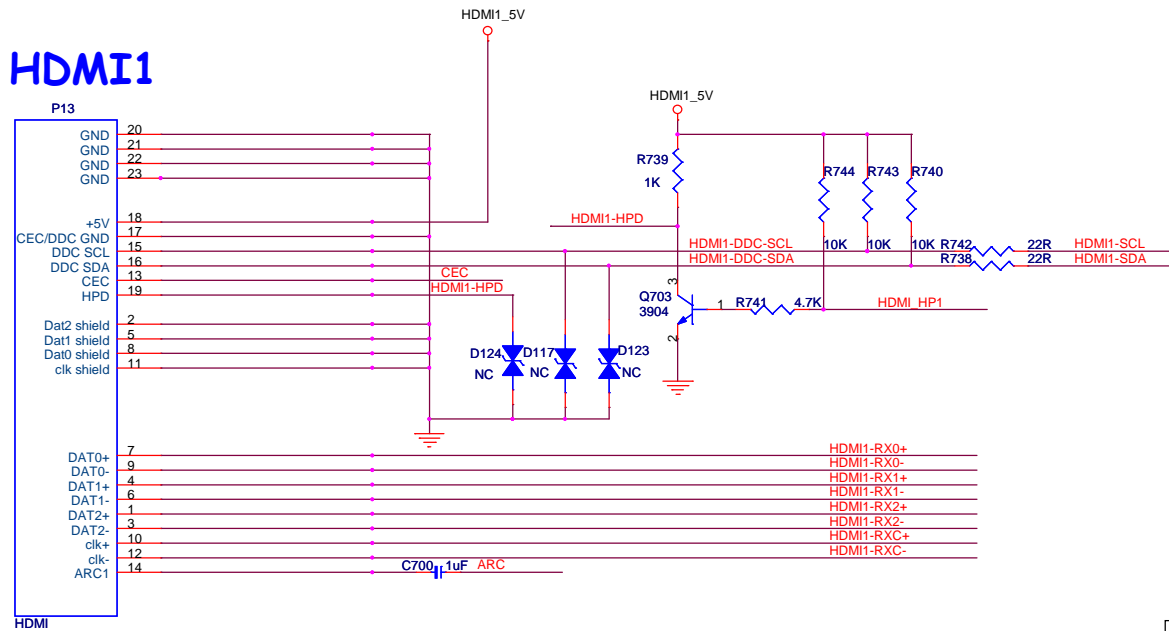 HDMI1_5V
HDMI1
P13
HDMI1_5V
GND 20
GND 21
GND 22
GND 23
R739
1K
R744
R743
R740
+5V 18
CEC/DDC GND 17
DDC SCL 15
DDC SDA 16
CEC 13
HPD 19
HDMI1-HPD
HDMI1-DDC-SCL
HDMI1-DDC-SDA
10K
10K
10K
R742
22R
HDMI1-SCL
R738
22R
HDMI1-SDA
CEC
HDMI1-HPD
3
Q703
3904
1
2
R741
4.7K
HDMI_HP1
Dat2 shield 2
Dat1 shield 5
Dat0 shield 8
clk shield 11
D124
NC
D117
NC
D123
NC
DAT0+ 7 HDMI1-RX0+
DAT0- 9 HDMI1-RX0-
DAT1+ 4 HDMI1-RX1+
DAT1- 6 HDMI1-RX1-
DAT2+ 1 HDMI1-RX2+
DAT2- 3 HDMI1-RX2-
clk+ 10 HDMI1-RXC+
clk- 12 HDMI1-RXC-
ARC1 14 C700 1uF ARC
HDMI